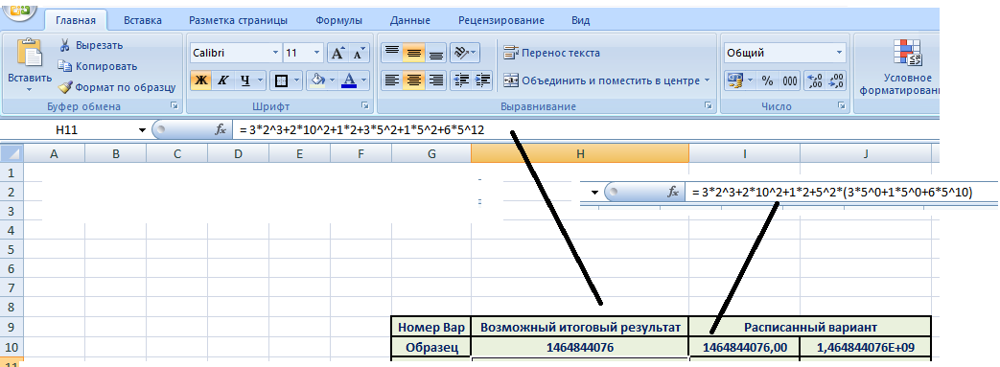 Главная Вставка Разметка страницы Формулы Данные Рецензирование Вид
Вставить
Вырезать
Копировать
Формат по образцу
Буфер обмена
Calibri 11
Ж К Ч
Шрифт
Перенос текста
Объединить и поместить в центре
Выравнивание
Общий
% 000
Число
Условное
форматирован
H11 fx = 3*2^3+2*10^2+1*2+3*5^2+1*5^2+6*5^12
A B C D E F G H I J
1
2
fx = 3*2^3+2*10^2+1*2+5^2*(3*5^0+1*5^0+6*5^10)
3
4
5
6
7
8
9 Номер Вар Возможный итоговый результат Расписанный вариант
10 Образец 1464844076 1464844076,00 1,464844076E+09
11